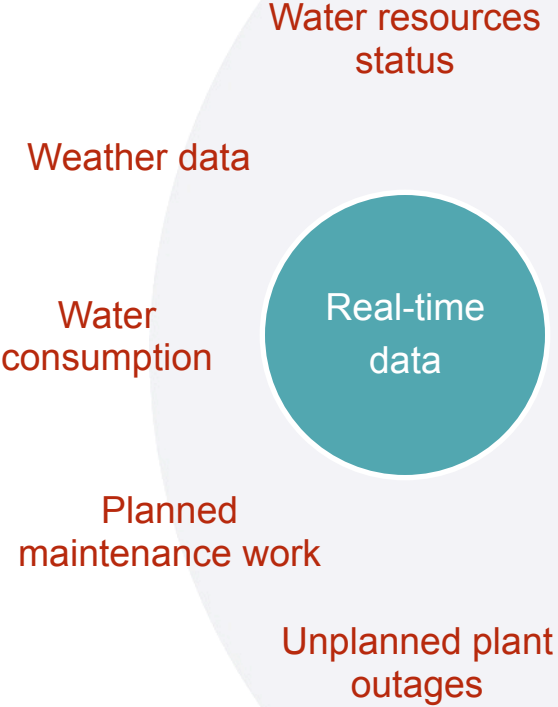 Water resources
status
Weather data
Real-time
data
Water
consumption
Planned
maintenance work
Unplanned plant
outages